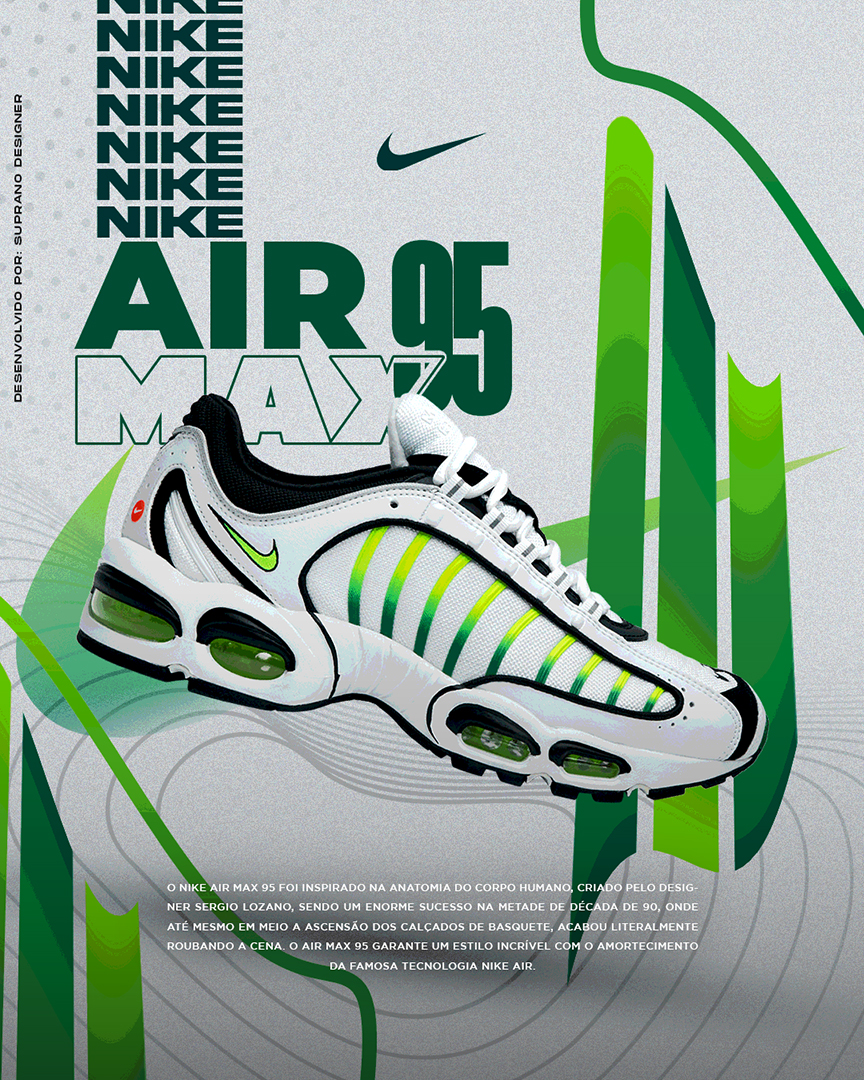 NIKE
NIKE
NIKE
NIKE
NIKE
NIKE
NIKE
AIR 95
MAX
DESENVOLVIDO POR: SUPRANO DESIGNER
O NIKE AIR MAX 95 FOI INSPIRADO NA ANATOMIA DO CORPO HUMANO, CRIADO PELO DESIG-
NER SERGIO LOZANO, SENDO UM ENORME SUCESSO NA METADE DE DÉCADA DE 90, ONDE
ATÉ MESMO EM MEIO A ASCENSÃO DOS CALÇADOS DE BASQUETE, ACABOU LITERALMENTE
ROUBANDO A CENA. O AIR MAX 95 GARANTE UM ESTILO INCRÍVEL COM O AMORTECIMENTO
DA FAMOSA TECNOLOGIA NIKE AIR.